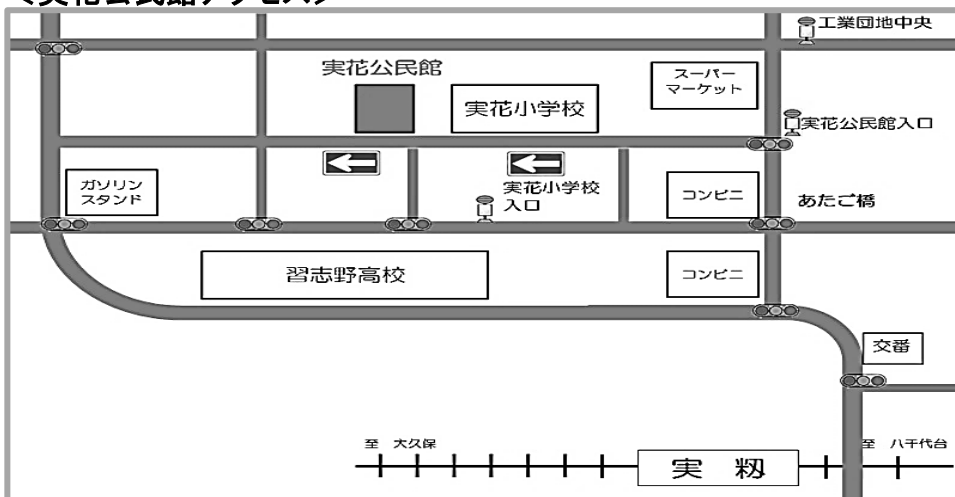 ＜実花公民館アクセス＞
工業団地中央
実花公民館
スーパー
マーケット
実花小学校
実花公民館入口
ガソリン
スタンド
実花小学校
入口
コンビニ
あたご橋
習志野高校
コンビニ
交番
至 大久保
至 八千代台
実 籾